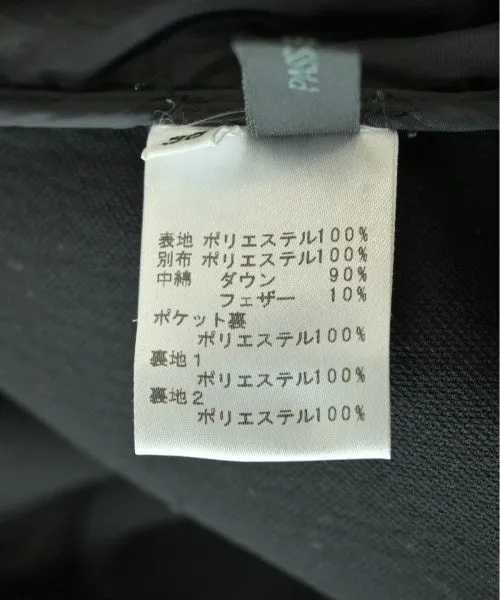 PASS
表地 ポリエステル100%
別布 ポリエステル100%
中綿 ダウン 90%
フェザー 10%
ポケット裏
ポリエステル100%
裏地1
ポリエステル100%
裏地2
ポリエステル100%